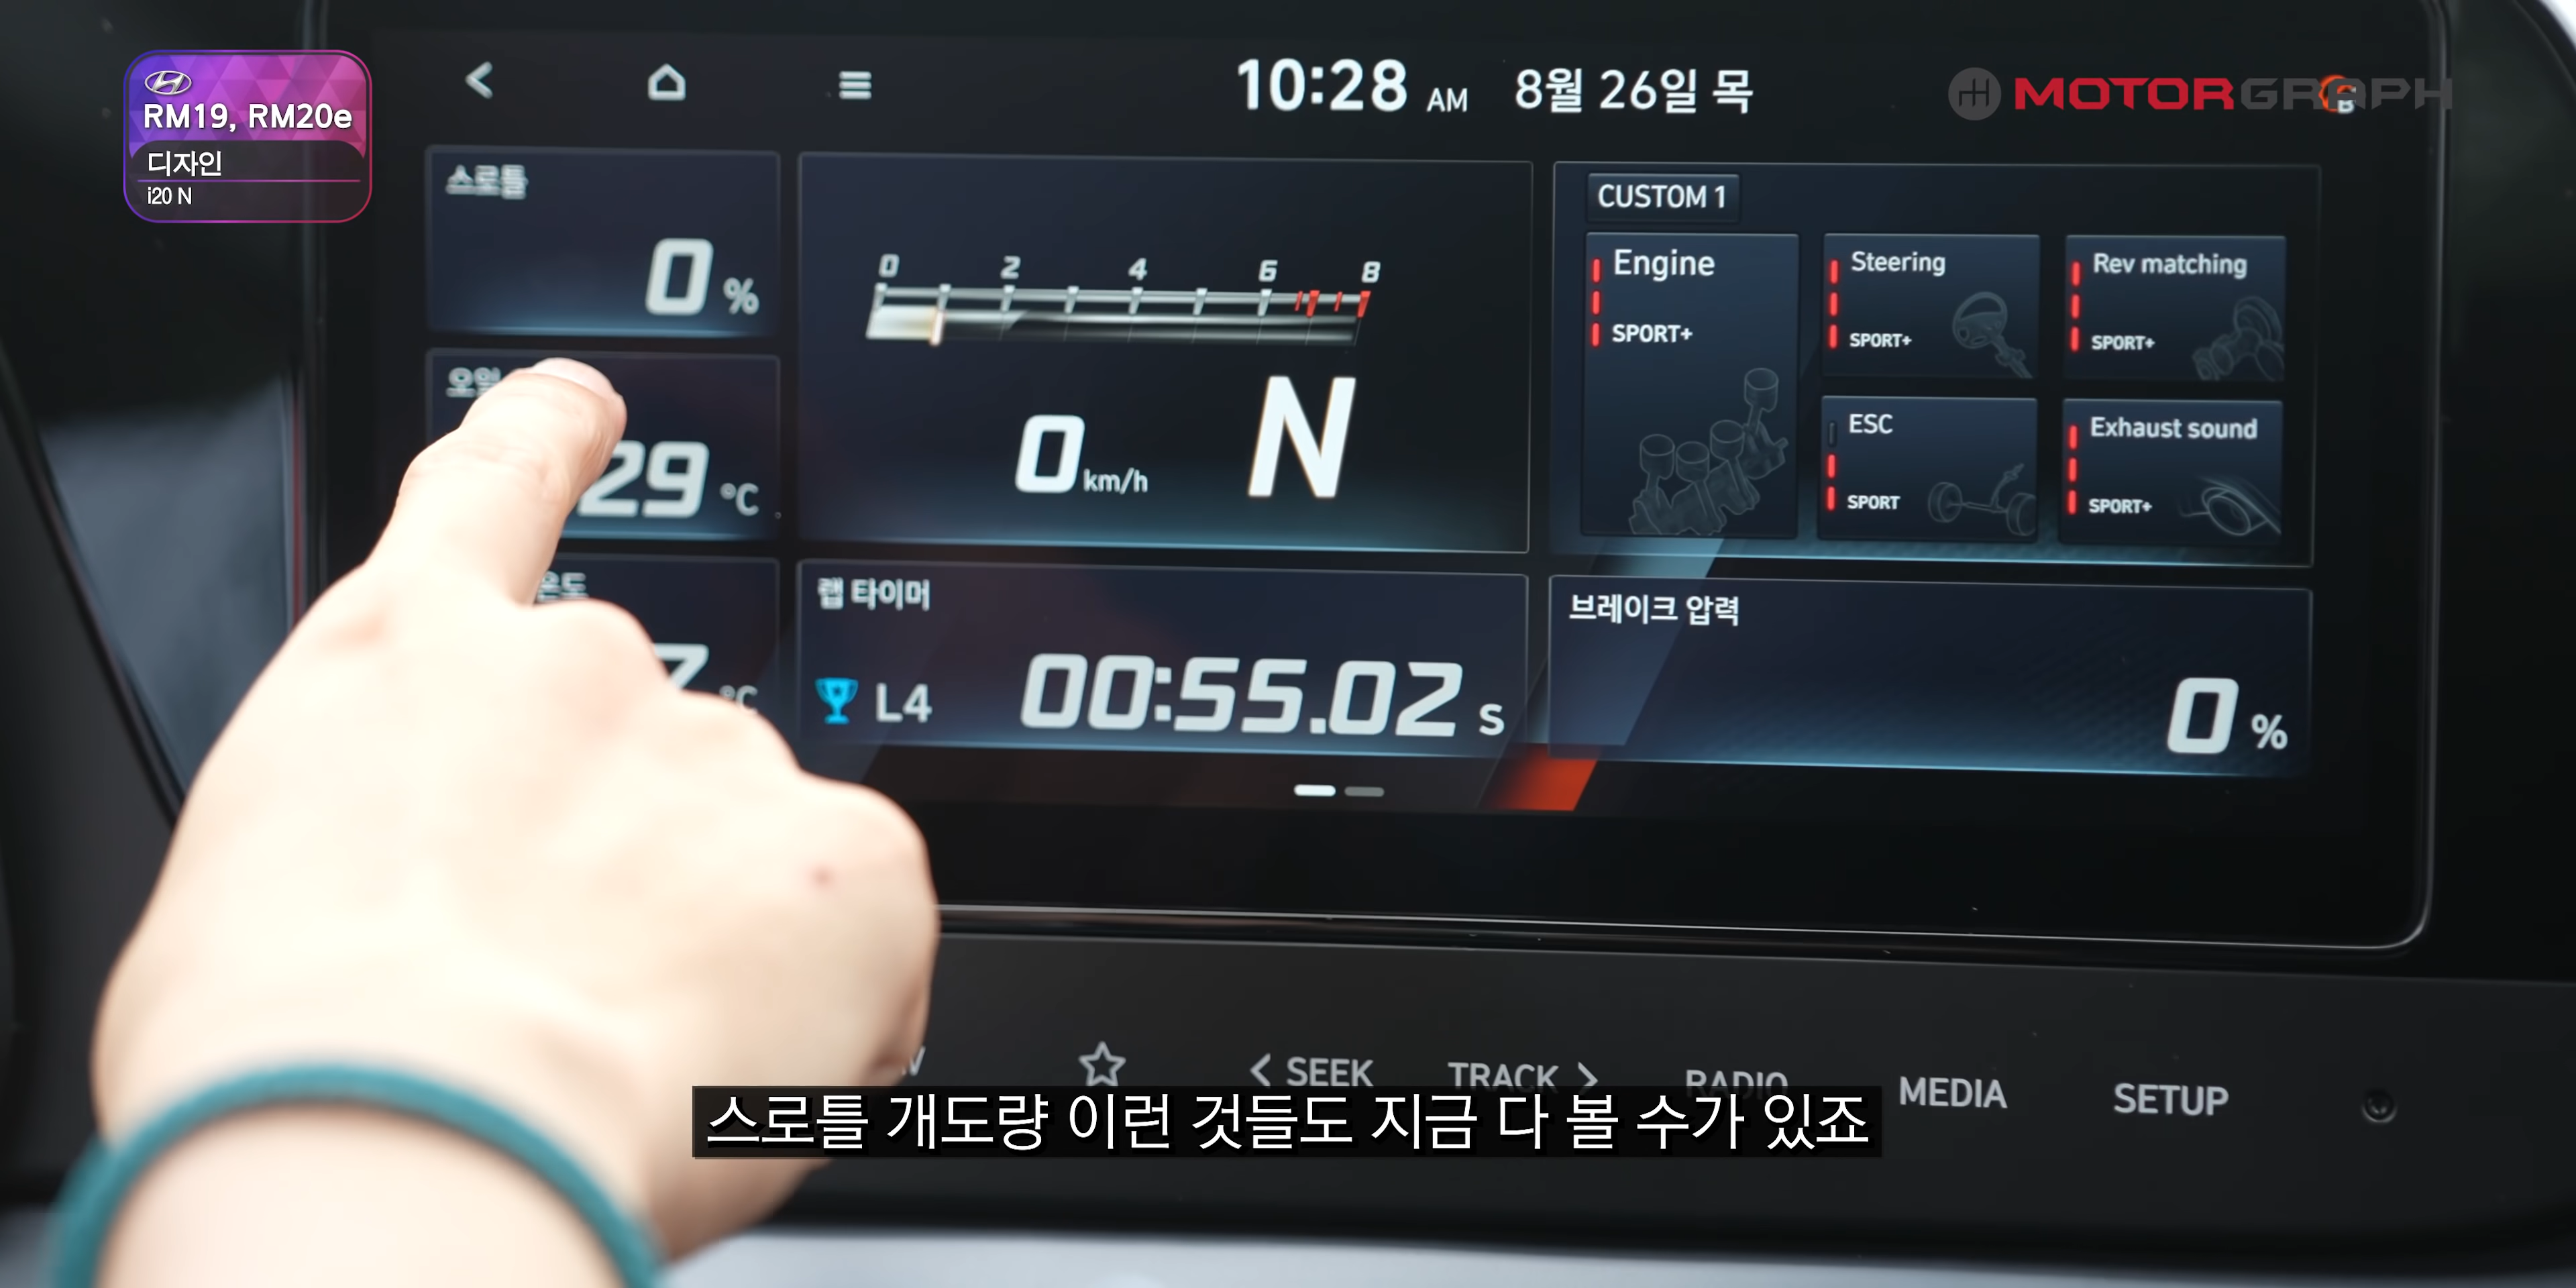 RM19, RM20e
디자인
i20 N
10:28 AM 8월 26일 목
MOTORGRAPH
스로틀
0 %
29 °C
온도
°C
0 2 4 6 8
0 km/h
N
랩 타이머
L4 00:55.02 s
CUSTOM 1
Engine
SPORT+
Steering
SPORT+
Rev matching
SPORT+
ESC
SPORT
Exhaust sound
SPORT+
브레이크 압력
0 %
< SEEK
TRACK >
RADIO
MEDIA
SETUP
스로틀 개도량 이런 것들도 지금 다 볼 수가 있죠